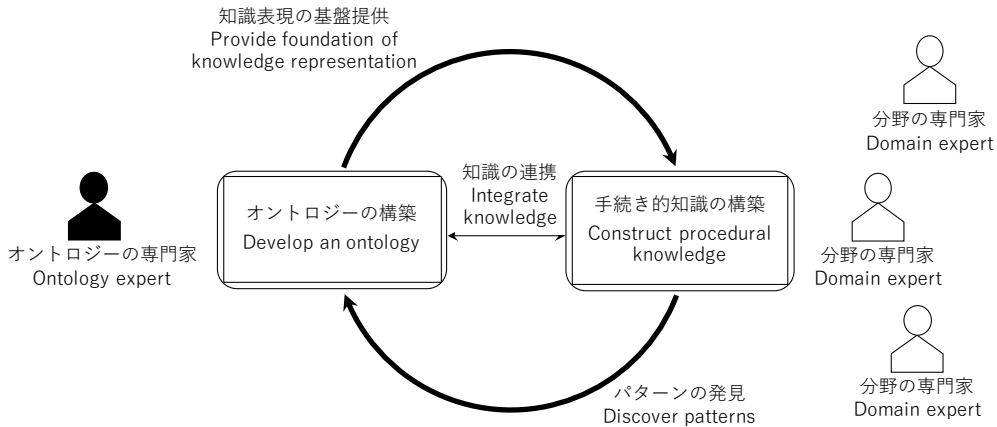 知識表現の基盤提供
Provide foundation of
knowledge representation
分野の専門家
Domain expert
知識の連携
Integrate
knowledge
オントロジーの構築
Develop an ontology
手続き的知識の構築
Construct procedural
knowledge
オントロジーの専門家
Ontology expert
分野の専門家
Domain expert
パターンの発見
Discover patterns
分野の専門家
Domain expert